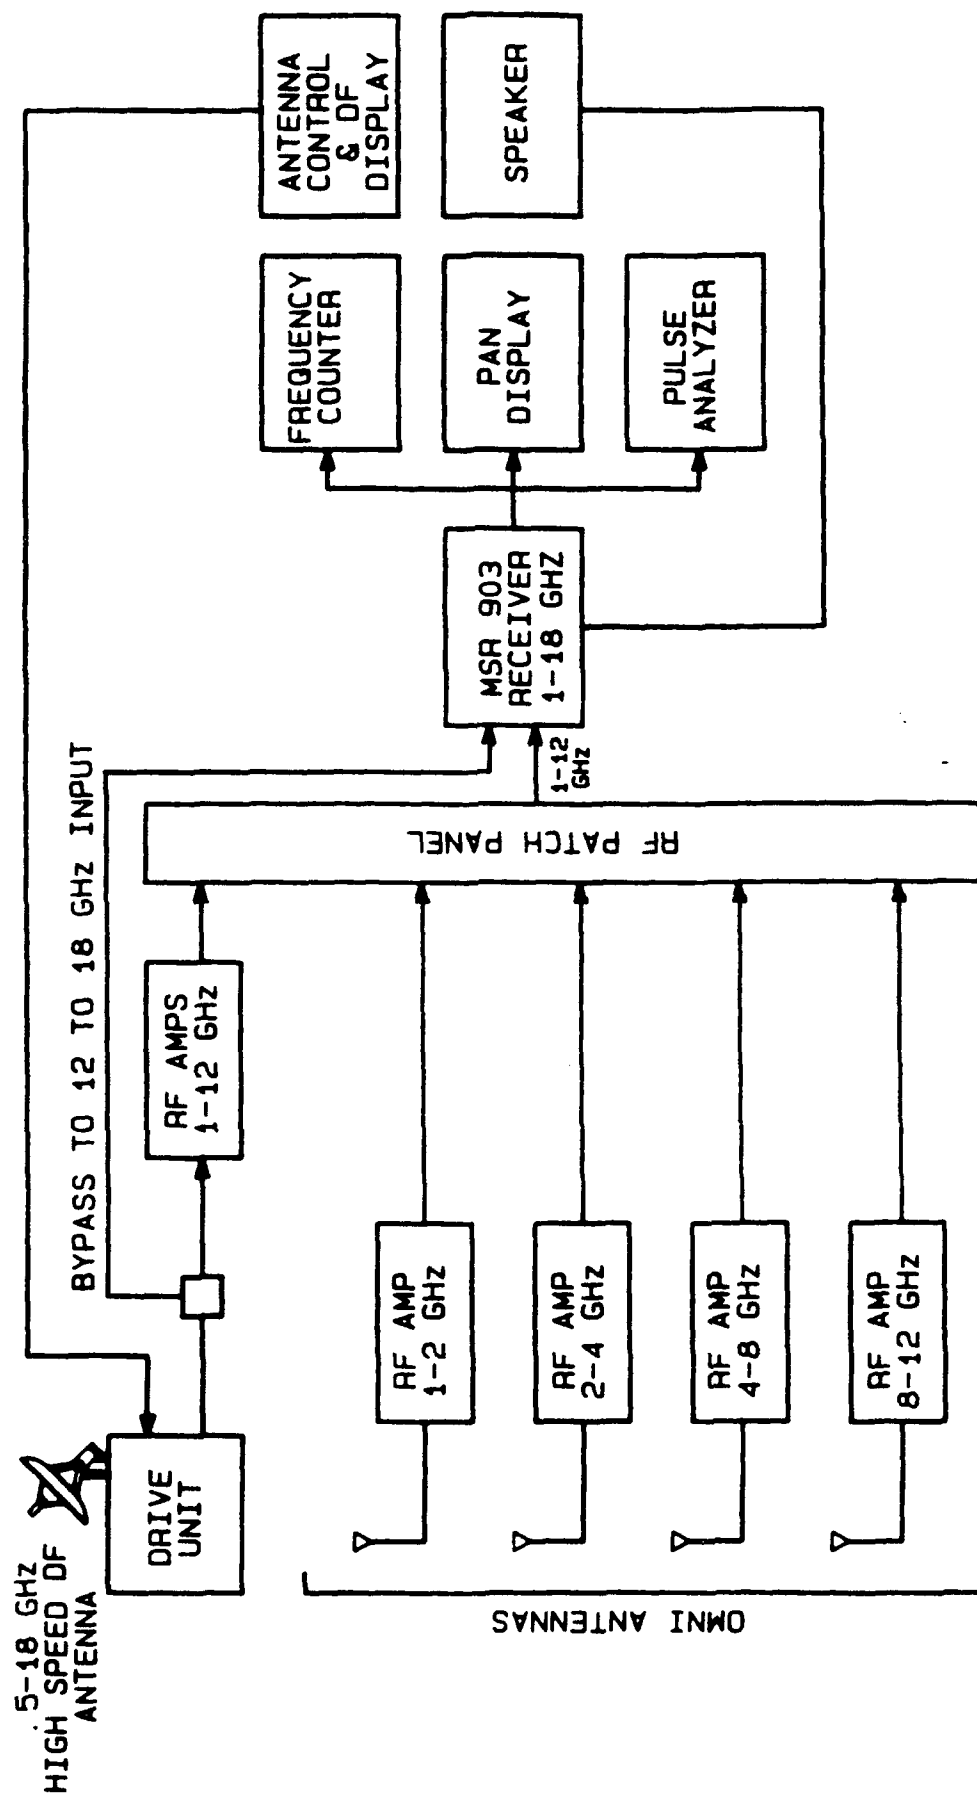 .5-18 GHz
HIGH SPEED DF
ANTENNA
DRIVE
UNIT
BYPASS TO 12 TO 18 GHz INPUT
RF AMPS
1-12 GHz
OMNI ANTENNAS
RF AMP
1-2 GHz
RF AMP
2-4 GHz
RF AMP
4-8 GHz
RF AMP
8-12 GHz
RF PATCH PANEL
1-12
GHz
MSR 903
RECEIVER
1-18 GHZ
FREQUENCY
COUNTER
PAN
DISPLAY
PULSE
ANALYZER
ANTENNA
CONTROL
& DF
DISPLAY
SPEAKER